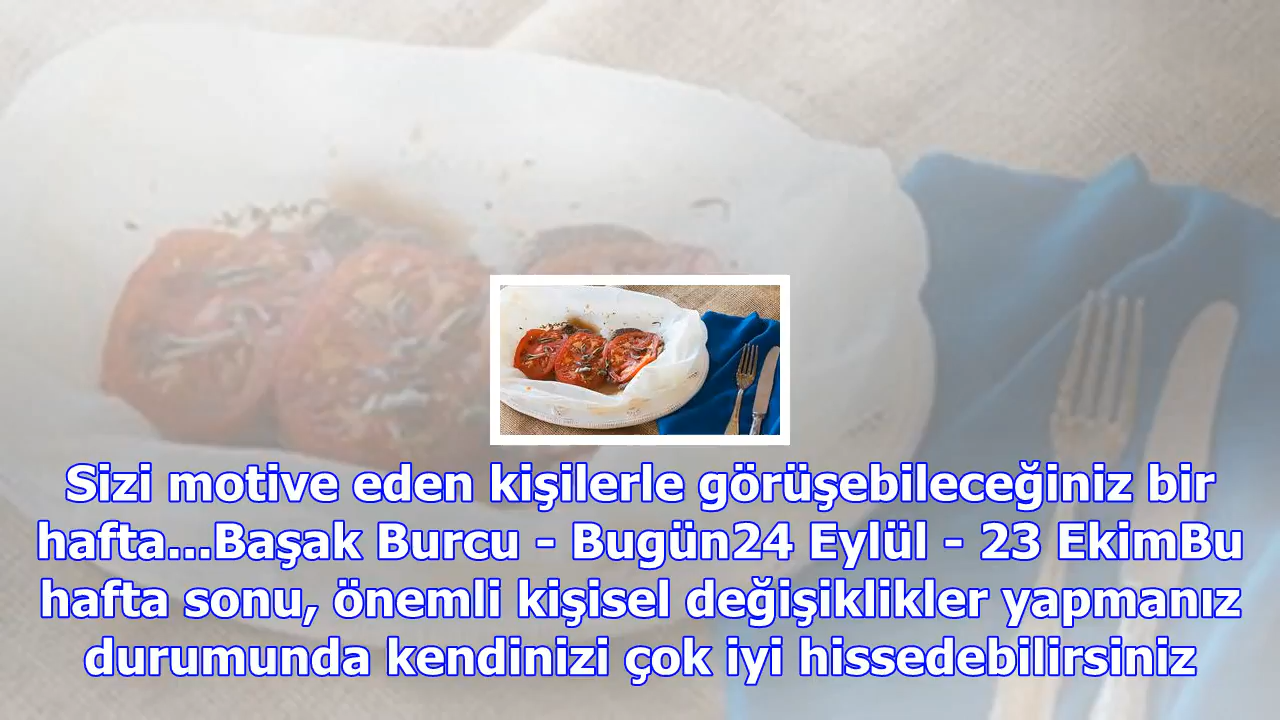 Sizi motive eden kişilerle görüşebileceğiniz bir
hafta...Başak Burcu - Bugün24 Eylül - 23 EkimBu
hafta sonu, önemli kişisel değişiklikler yapmanız
durumunda kendinizi çok iyi hissedebilirsiniz